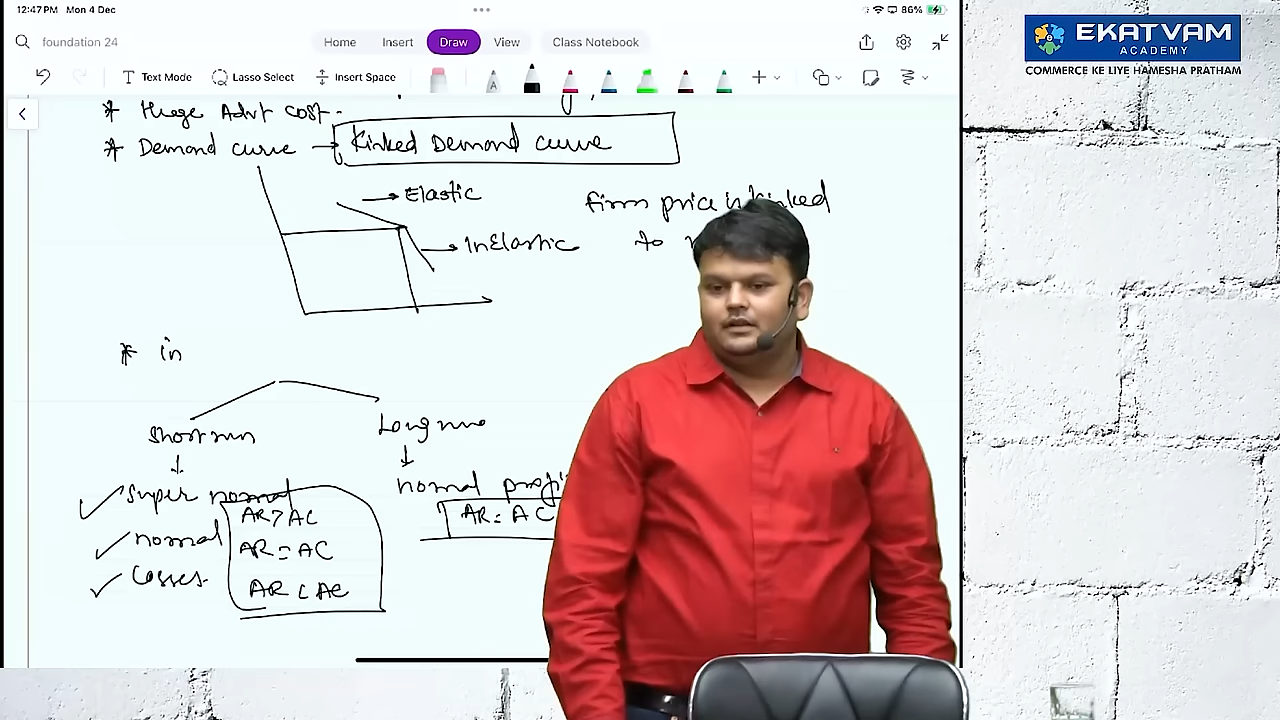 12:47 PM Mon 4 Dec
86%
foundation 24
Home Insert Draw View Class Notebook
Text Mode Lasso Select Insert Space
* Huge Advt cost.
* Demand curve → Kinked Demand curve
→ Elastic
firm price is kinked
→ InElastic
to
* in
Short run
Long run
Super normal
normal
AR > AC
AR = AC
normal
AR = AC
Losses
AR < AC
EKATVAM
ACADEMY
COMMERCE KE LIYE HAMESHA PRATHAM